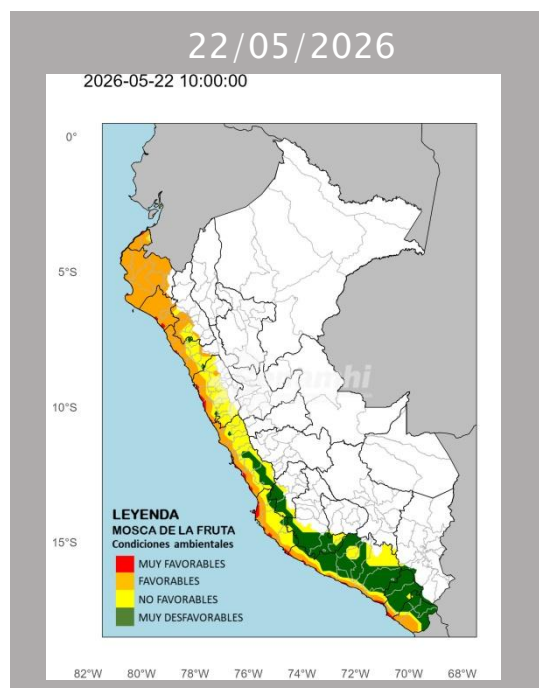 22/05/2026
2026-05-22 10:00:00
0°
5°S
10°S
15°S
LEYENDA
MOSCA DE LA FRUTA
Condiciones ambientales
MUY FAVORABLES
FAVORABLES
NO FAVORABLES
MUY DESFAVORABLES
82°W 80°W 78°W 76°W 74°W 72°W 70°W 68°W